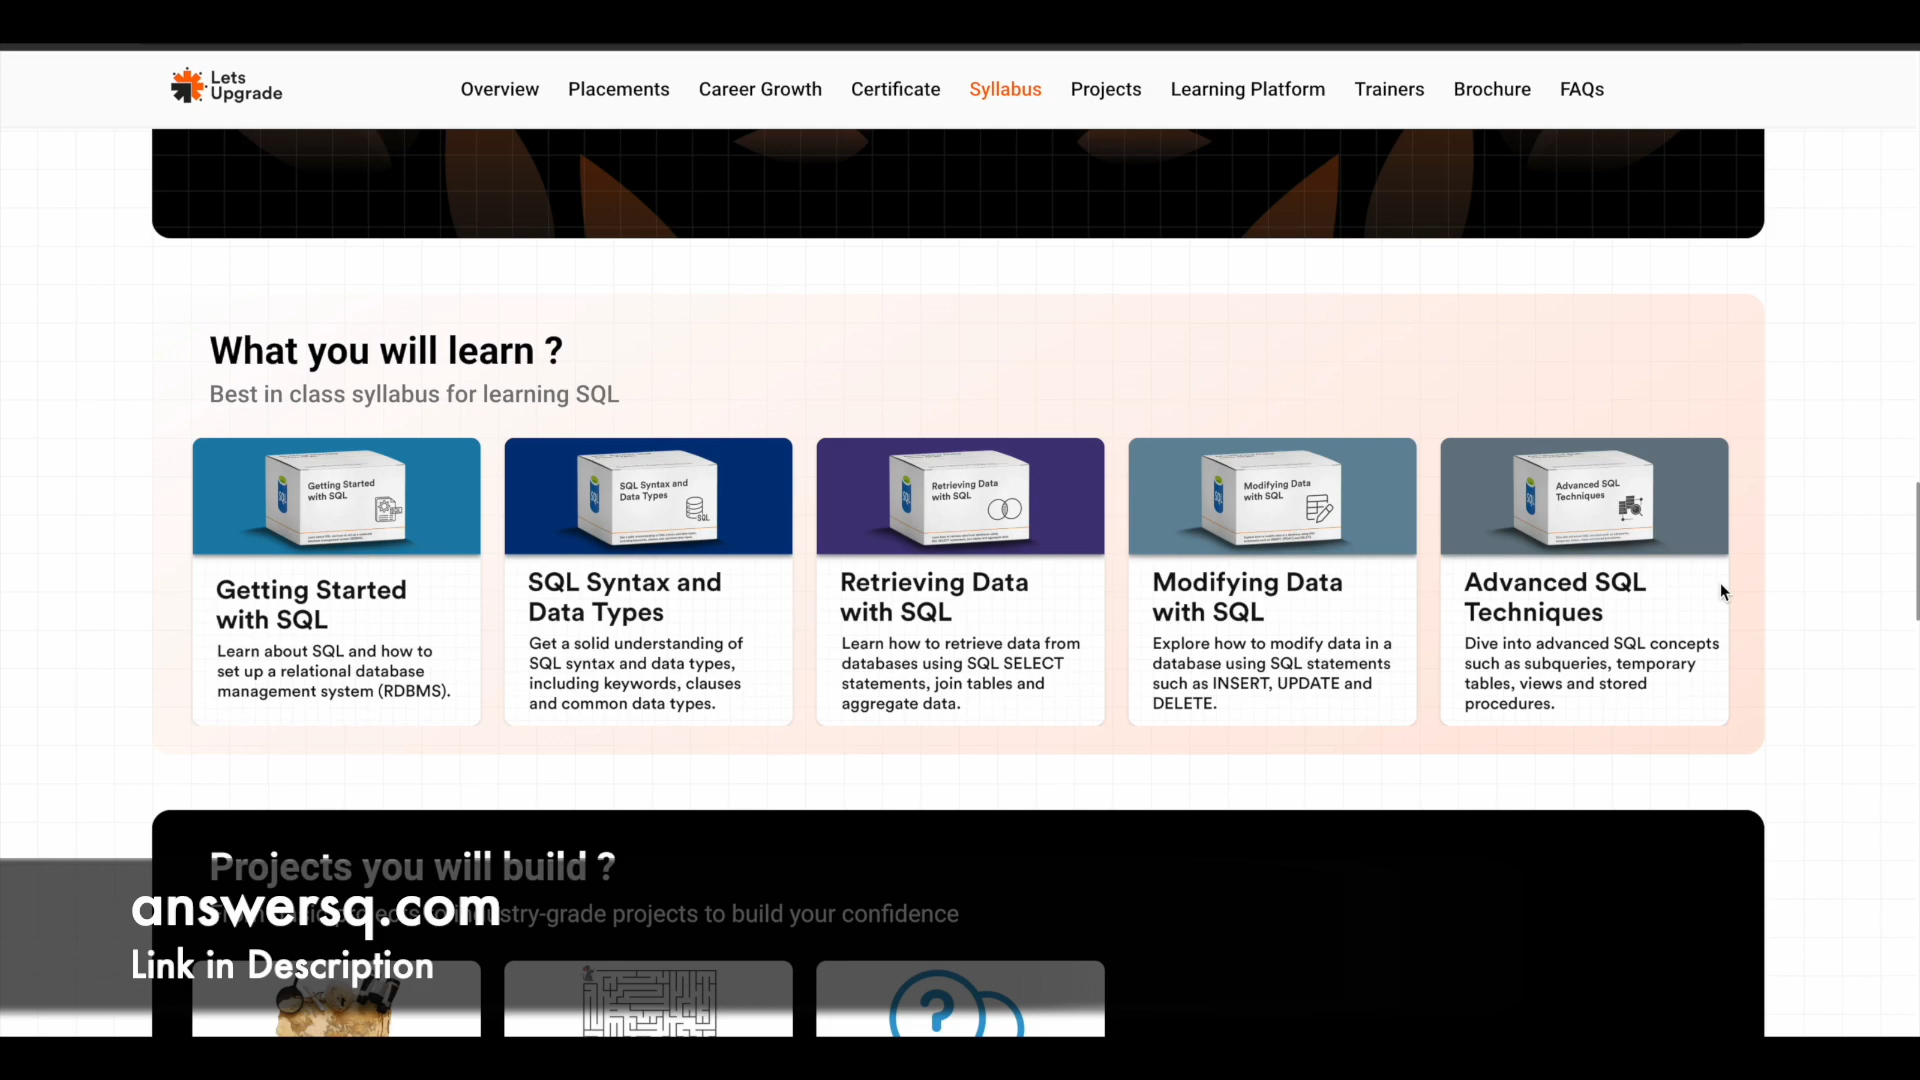 Lets
Upgrade
Overview
Placements
Career Growth
Certificate
Syllabus
Projects
Learning Platform
Trainers
Brochure
FAQs
What you will learn ?
Best in class syllabus for learning SQL
Getting Started
with SQL
SQL Syntax and
Data Types
SQL
Retrieving Data
with SQL
Modifying Data
with SQL
Advanced SQL
Techniques
Getting Started
with SQL
Learn about SQL and how to
set up a relational database
management system (RDBMS).
SQL Syntax and
Data Types
Get a solid understanding of
SQL syntax and data types,
including keywords, clauses
and common data types.
Retrieving Data
with SQL
Learn how to retrieve data from
databases using SQL SELECT
statements, join tables and
aggregate data.
Modifying Data
with SQL
Explore how to modify data in a
database using SQL statements
such as INSERT, UPDATE and
DELETE.
Advanced SQL
Techniques
Dive into advanced SQL concepts
such as subqueries, temporary
tables, views and stored
procedures.
Projects you will build ?
projects to build your confidence
answersq.com
Link in Description
?